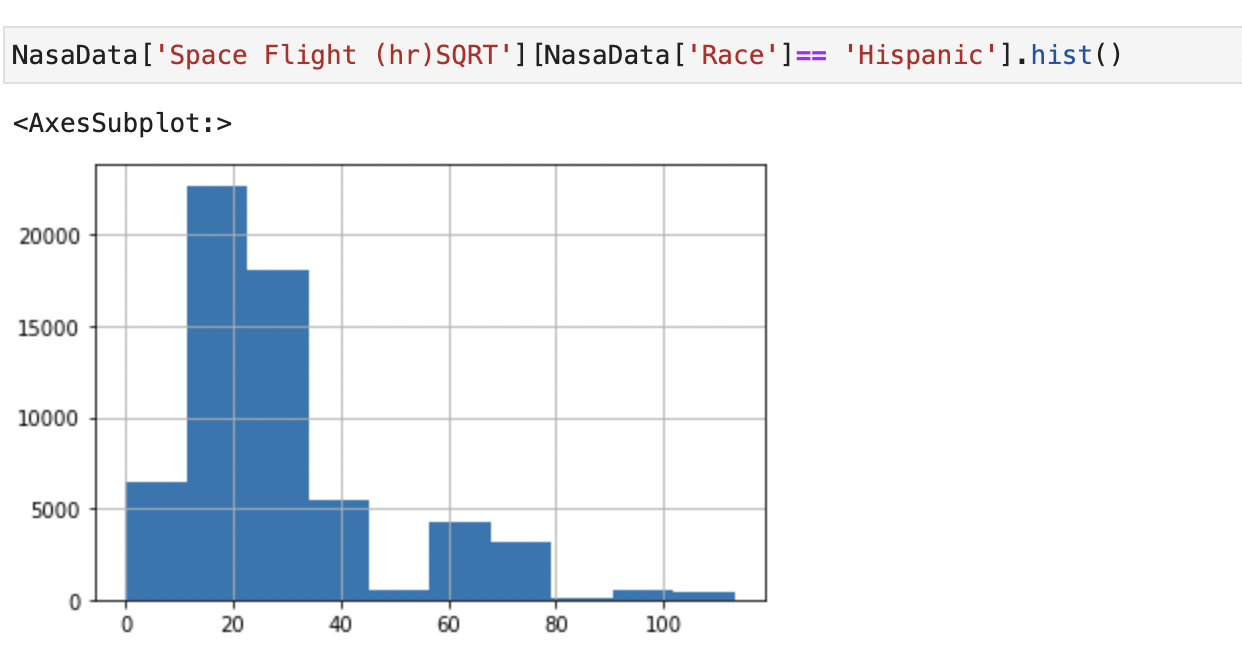 NasaData['Space Flight (hr)SQRT'][NasaData['Race']== 'Hispanic'].hist()
<AxesSubplot:>
20000
15000
10000
5000
0
0 20 40 60 80 100